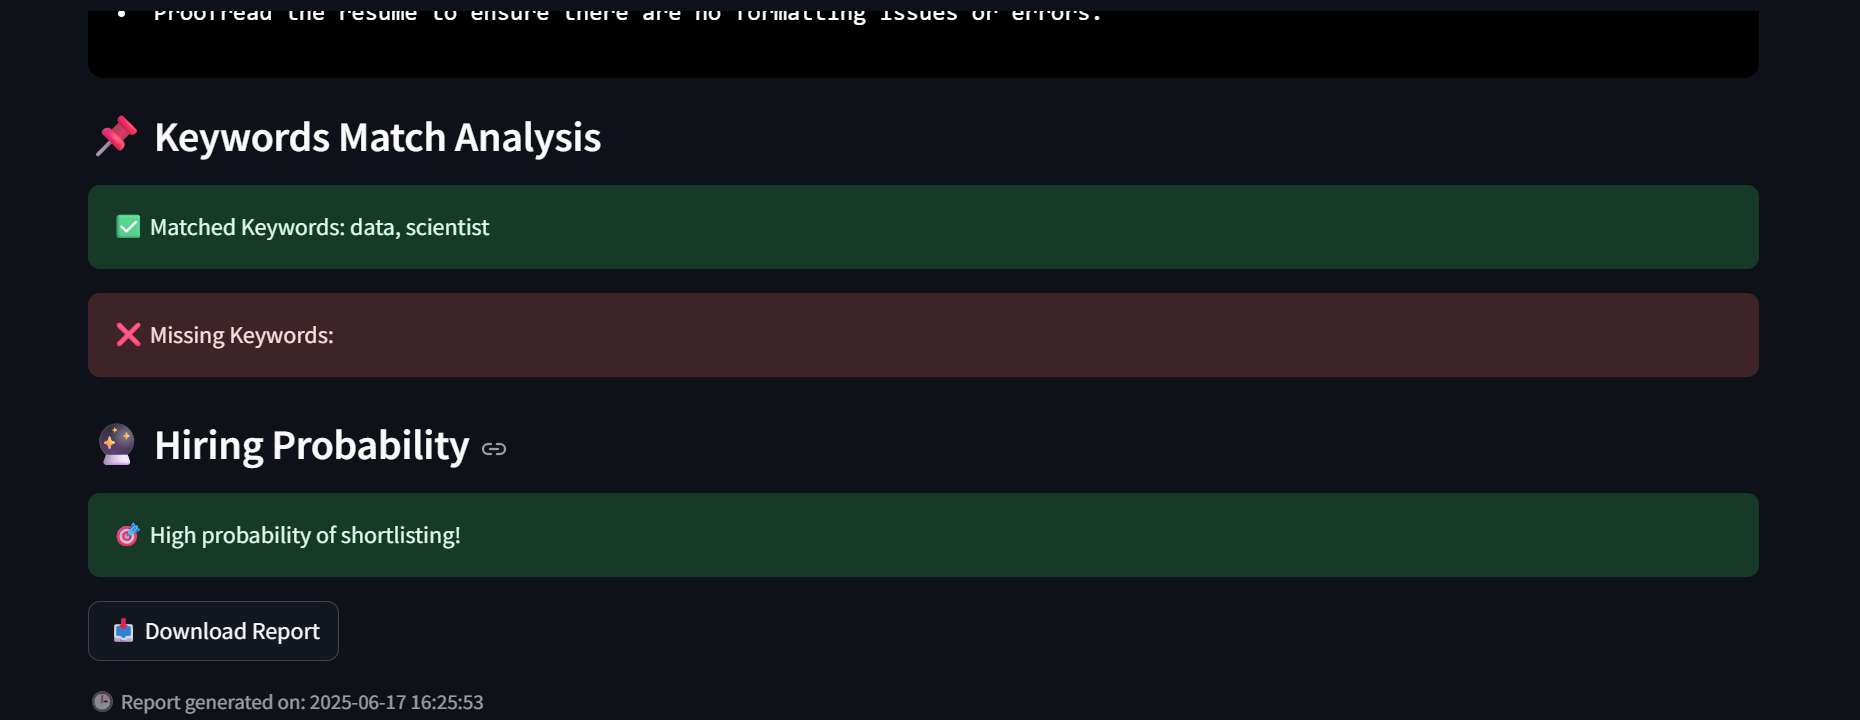 • Proofread the resume to ensure there are no formatting issues or errors.
Keywords Match Analysis
Matched Keywords: data, scientist
Missing Keywords:
Hiring Probability
High probability of shortlisting!
Download Report
Report generated on: 2025-06-17 16:25:53